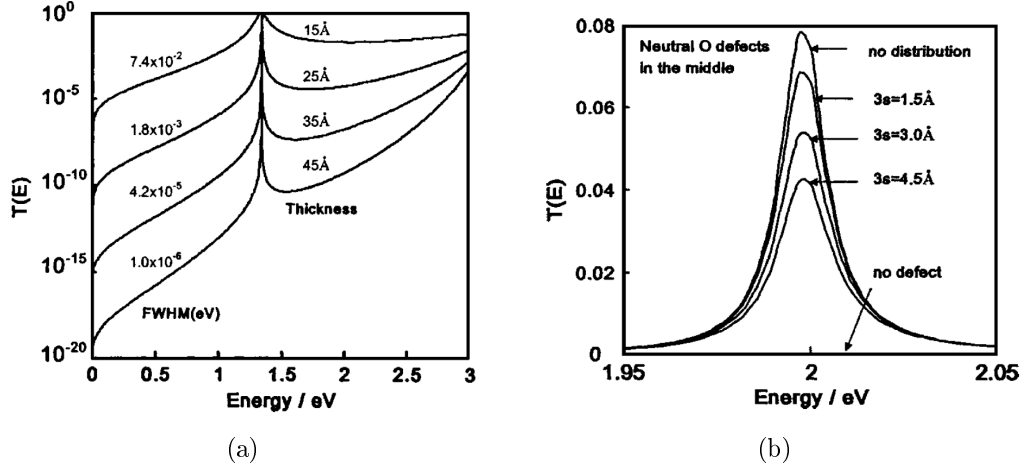 10⁰
10⁻⁵
10⁻¹⁰
10⁻¹⁵
10⁻²⁰
T(E)
7.4x10⁻²
1.8x10⁻³
4.2x10⁻⁵
1.0x10⁻⁶
FWHM(eV)
15Å
25Å
35Å
45Å
Thickness
0
0.5
1
1.5
2
2.5
3
Energy / eV
(a)
0.08
0.06
0.04
0.02
0
T(E)
Neutral O defects
in the middle
no distribution
3s=1.5Å
3s=3.0Å
3s=4.5Å
no defect
1.95
2
2.05
Energy / eV
(b)